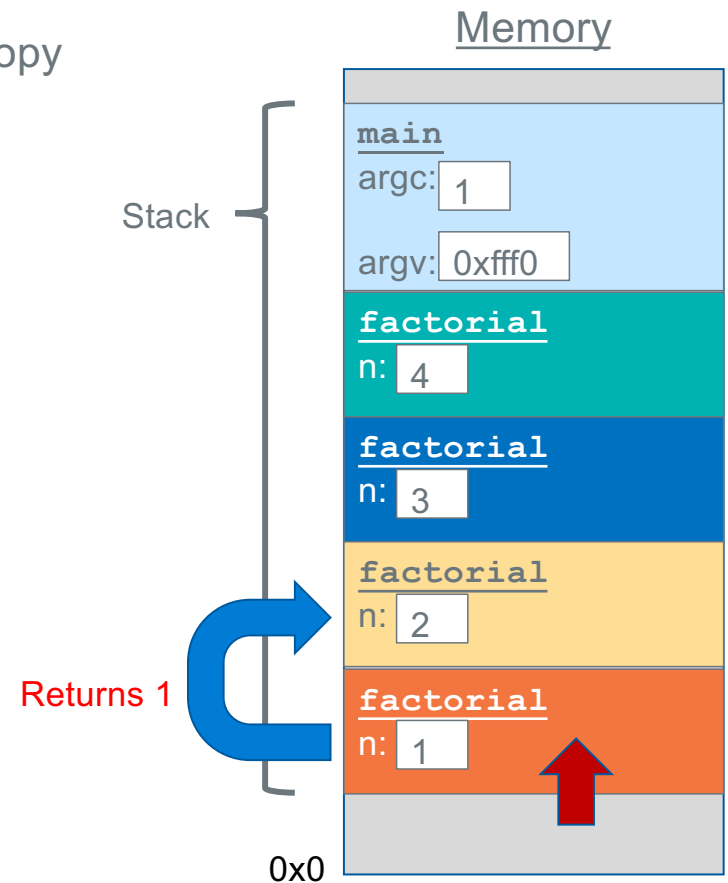 opy
Memory
Stack
main
argc: 1
argv: 0xfff0
factorial
n: 4
factorial
n: 3
factorial
n: 2
Returns 1
factorial
n: 1
0x0